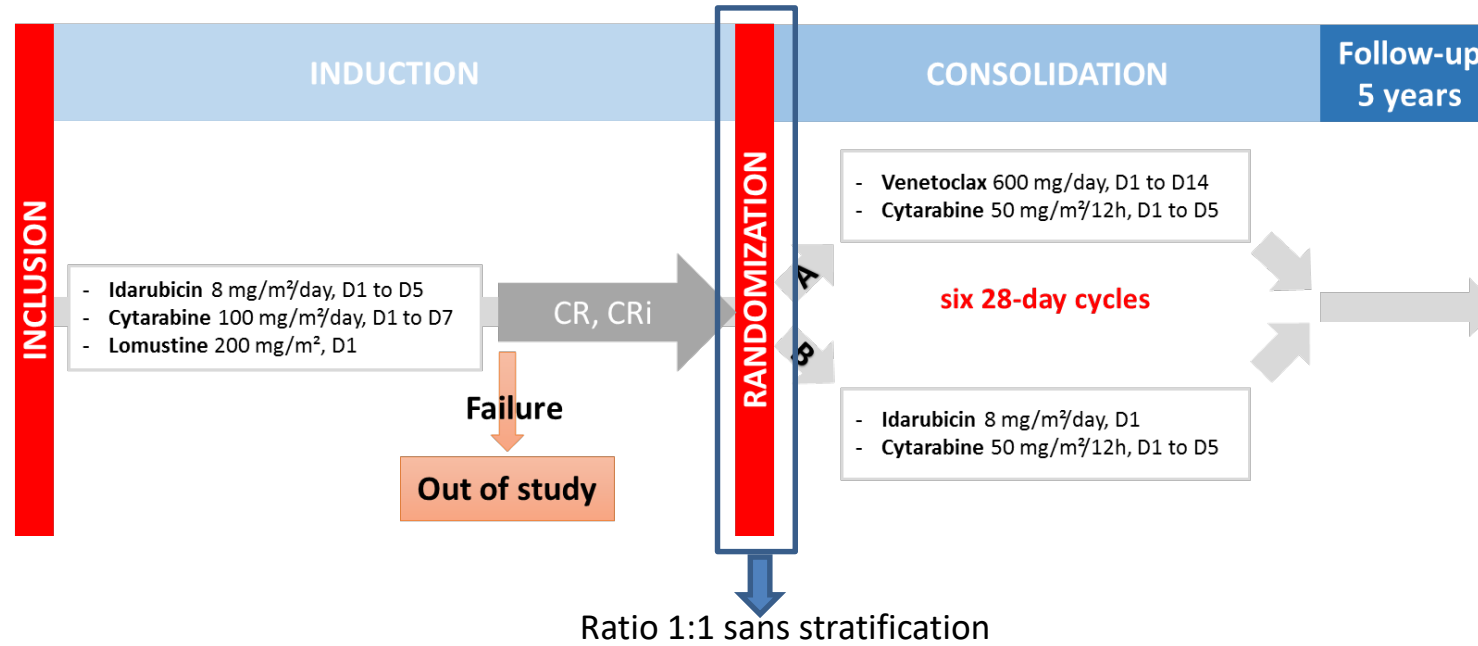 INDUCTION
CONSOLIDATION
Follow-up
5 years
INCLUSION
- Idarubicin 8 mg/m²/day, D1 to D5
- Cytarabine 100 mg/m²/day, D1 to D7
- Lomustine 200 mg/m², D1
CR, CRi
Failure
Out of study
RANDOMIZATION
A
B
- Venetoclax 600 mg/day, D1 to D14
- Cytarabine 50 mg/m²/12h, D1 to D5
six 28-day cycles
- Idarubicin 8 mg/m²/day, D1
- Cytarabine 50 mg/m²/12h, D1 to D5
Ratio 1:1 sans stratification